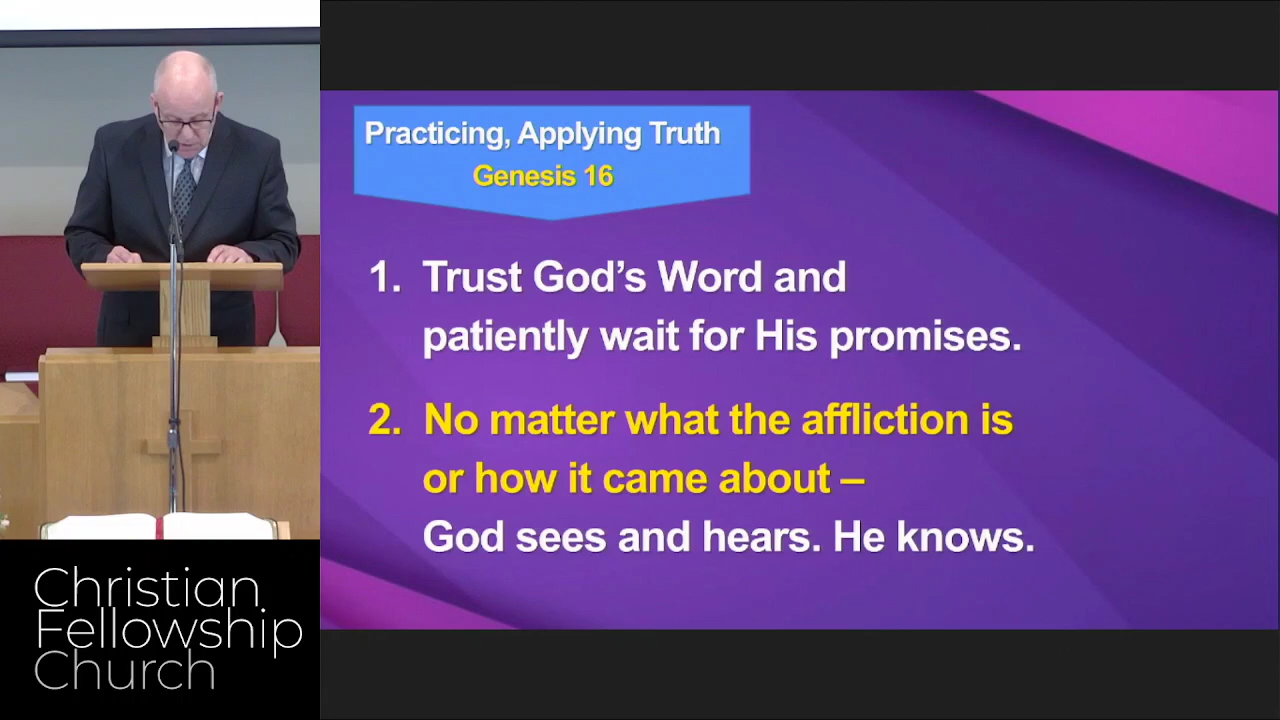 Practicing, Applying Truth
Genesis 16
1. Trust God’s Word and
patiently wait for His promises.
2. No matter what the affliction is
or how it came about –
God sees and hears. He knows.
Christian
Fellowship
Church